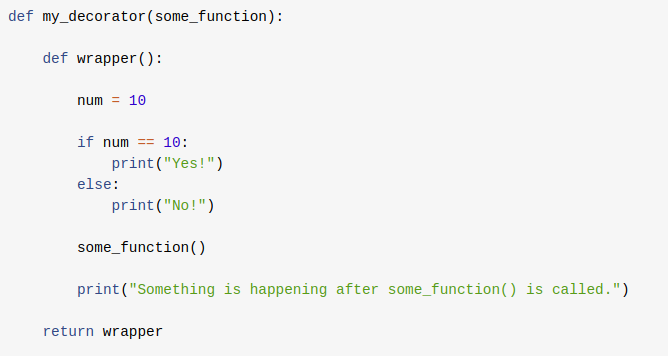 def my_decorator(some_function):
    def wrapper():
        num = 10
        if num == 10:
            print("Yes!")
        else:
            print("No!")
        some_function()
        print("Something is happening after some_function() is called.")
    return wrapper